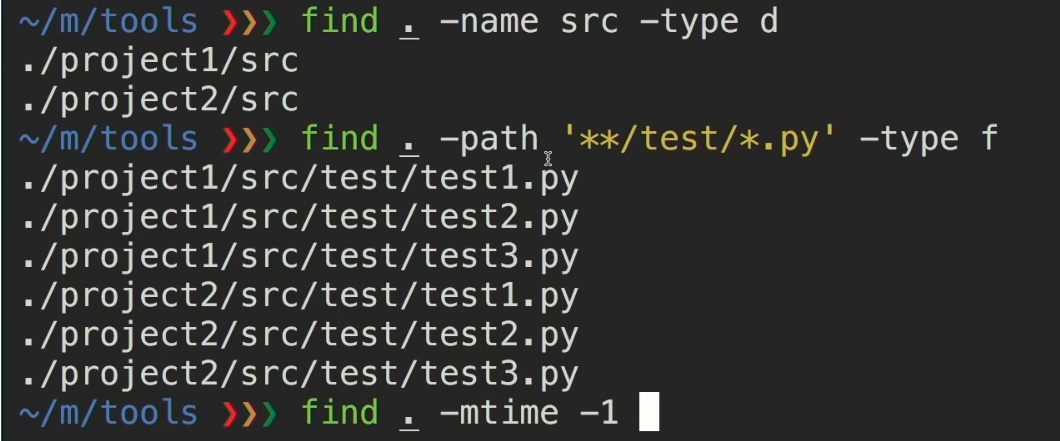 ~/m/tools ❯❯❯ find . -name src -type d
./project1/src
./project2/src
~/m/tools ❯❯❯ find . -path '**/test/*.py' -type f
./project1/src/test/test1.py
./project1/src/test/test2.py
./project1/src/test/test3.py
./project2/src/test/test1.py
./project2/src/test/test2.py
./project2/src/test/test3.py
~/m/tools ❯❯❯ find . -mtime -1